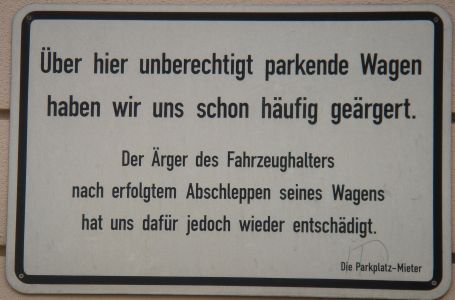 Über hier unberechtigt parkende Wagen
haben wir uns schon häufig geärgert.
Der Ärger des Fahrzeughalters
nach erfolgtem Abschleppen seines Wagens
hat uns dafür jedoch wieder entschädigt.
Die Parkplatz-Mieter